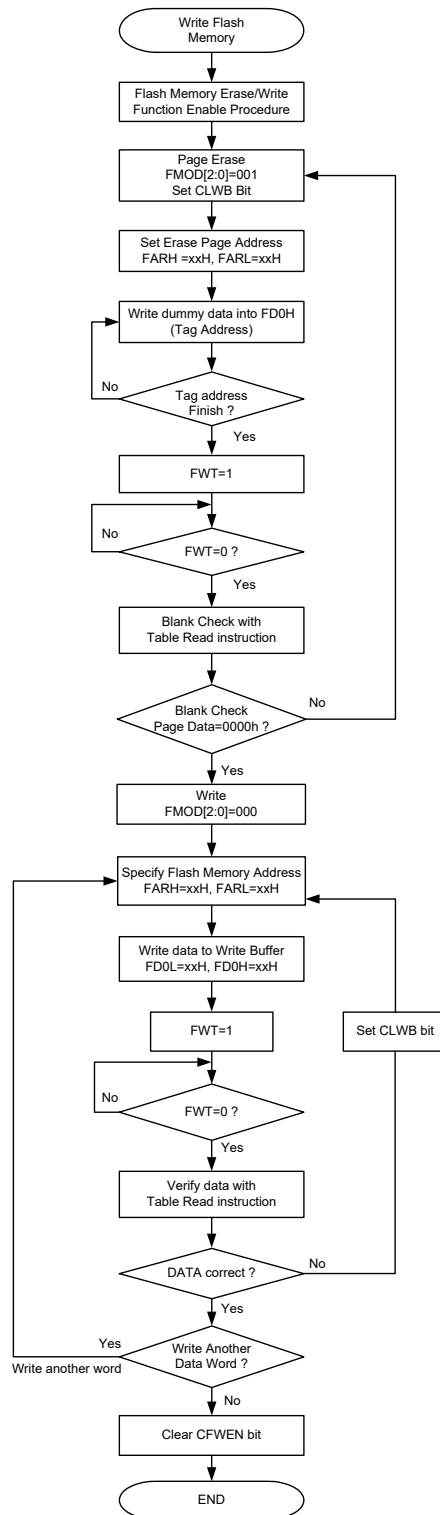 Write Flash
Memory
Flash Memory Erase/Write
Function Enable Procedure
Page Erase
FMOD[2:0]=001
Set CLWB Bit
Set Erase Page Address
FARH =xxH, FARL=xxH
Write dummy data into FD0H
(Tag Address)
No
Tag address
Finish ?
Yes
FWT=1
No
FWT=0 ?
Yes
Blank Check with
Table Read instruction
No
Blank Check
Page Data=0000h ?
Yes
Write
FMOD[2:0]=000
Specify Flash Memory Address
FARH=xxH, FARL=xxH
Write data to Write Buffer
FD0L=xxH, FD0H=xxH
FWT=1
Set CLWB bit
No
FWT=0 ?
Yes
Verify data with
Table Read instruction
No
DATA correct ?
Yes
Yes
Write Another
Data Word ?
Write another word
No
Clear CFWEN bit
END